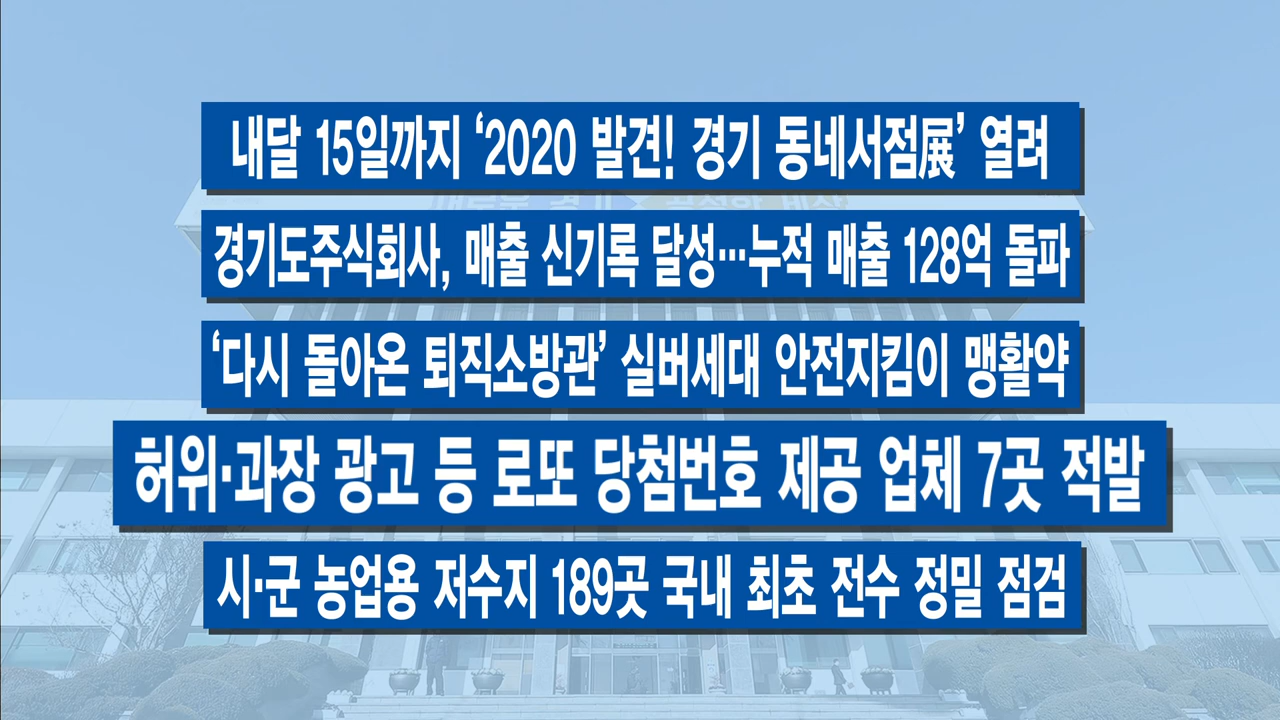 내달 15일까지 ‘2020 발견! 경기 동네서점展’ 열려
경기도주식회사, 매출 신기록 달성…누적 매출 128억 돌파
‘다시 돌아온 퇴직소방관’ 실버세대 안전지킴이 맹활약
허위·과장 광고 등 로또 당첨번호 제공 업체 7곳 적발
시·군 농업용 저수지 189곳 국내 최초 전수 정밀 점검